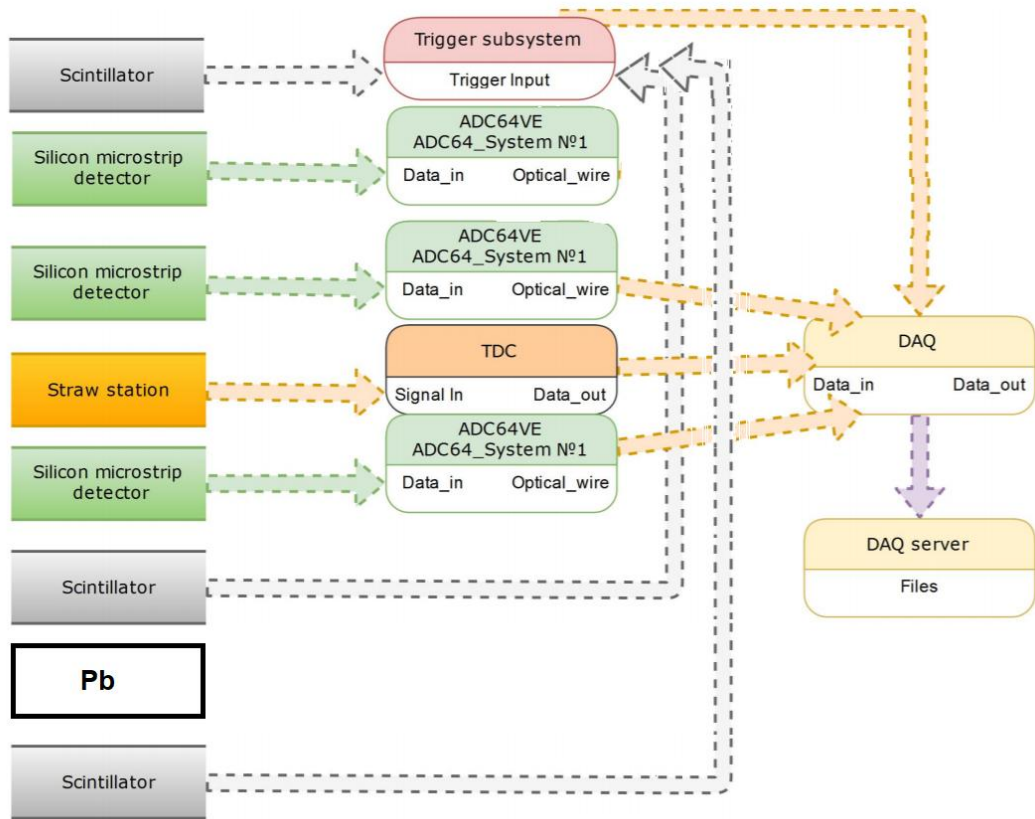 Scintillator
Trigger subsystem
Trigger Input
Silicon microstrip
detector
ADC64VE
ADC64_System №1
Data_in Optical_wire
Silicon microstrip
detector
ADC64VE
ADC64_System №1
Data_in Optical_wire
Straw station
TDC
Signal In Data_out
DAQ
Data_in Data_out
Silicon microstrip
detector
ADC64VE
ADC64_System №1
Data_in Optical_wire
DAQ server
Files
Scintillator
Pb
Scintillator